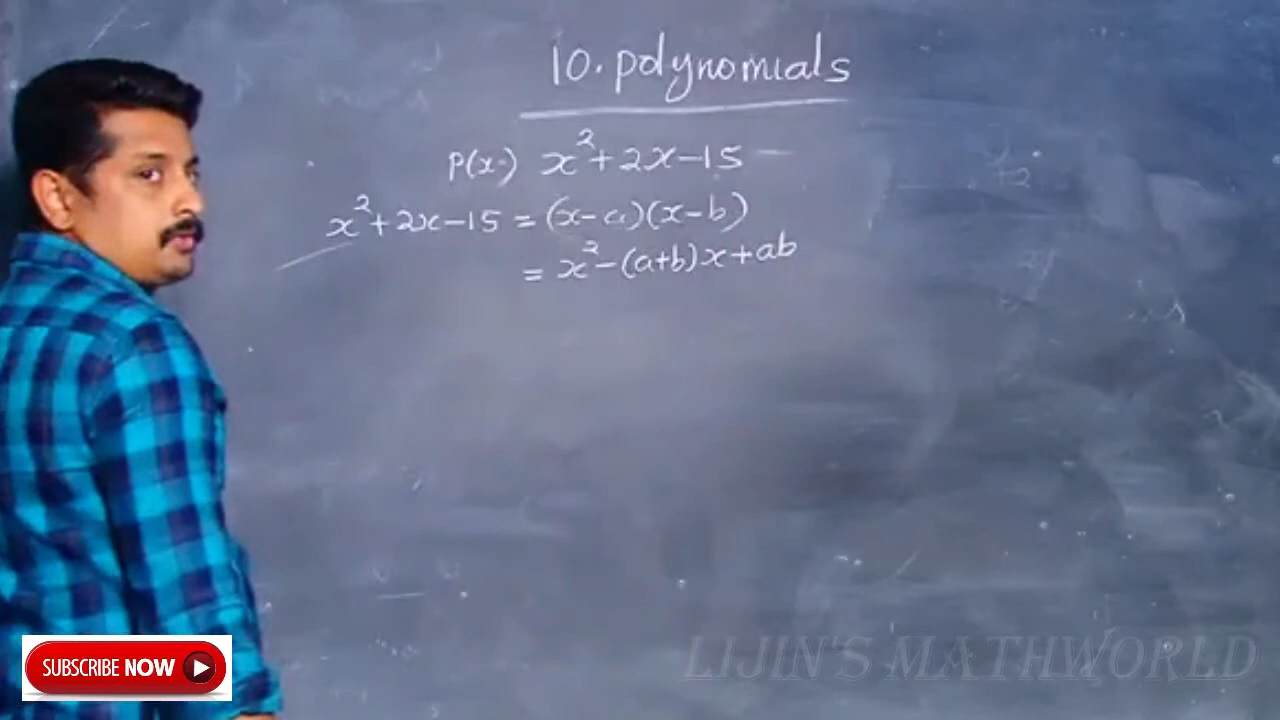 10. polynomials
P(x) x²+2x-15
x²+2x-15 = (x-a)(x-b)
= x²-(a+b)x+ab
SUBSCRIBE NOW
LIJIN'S MATHWORLD